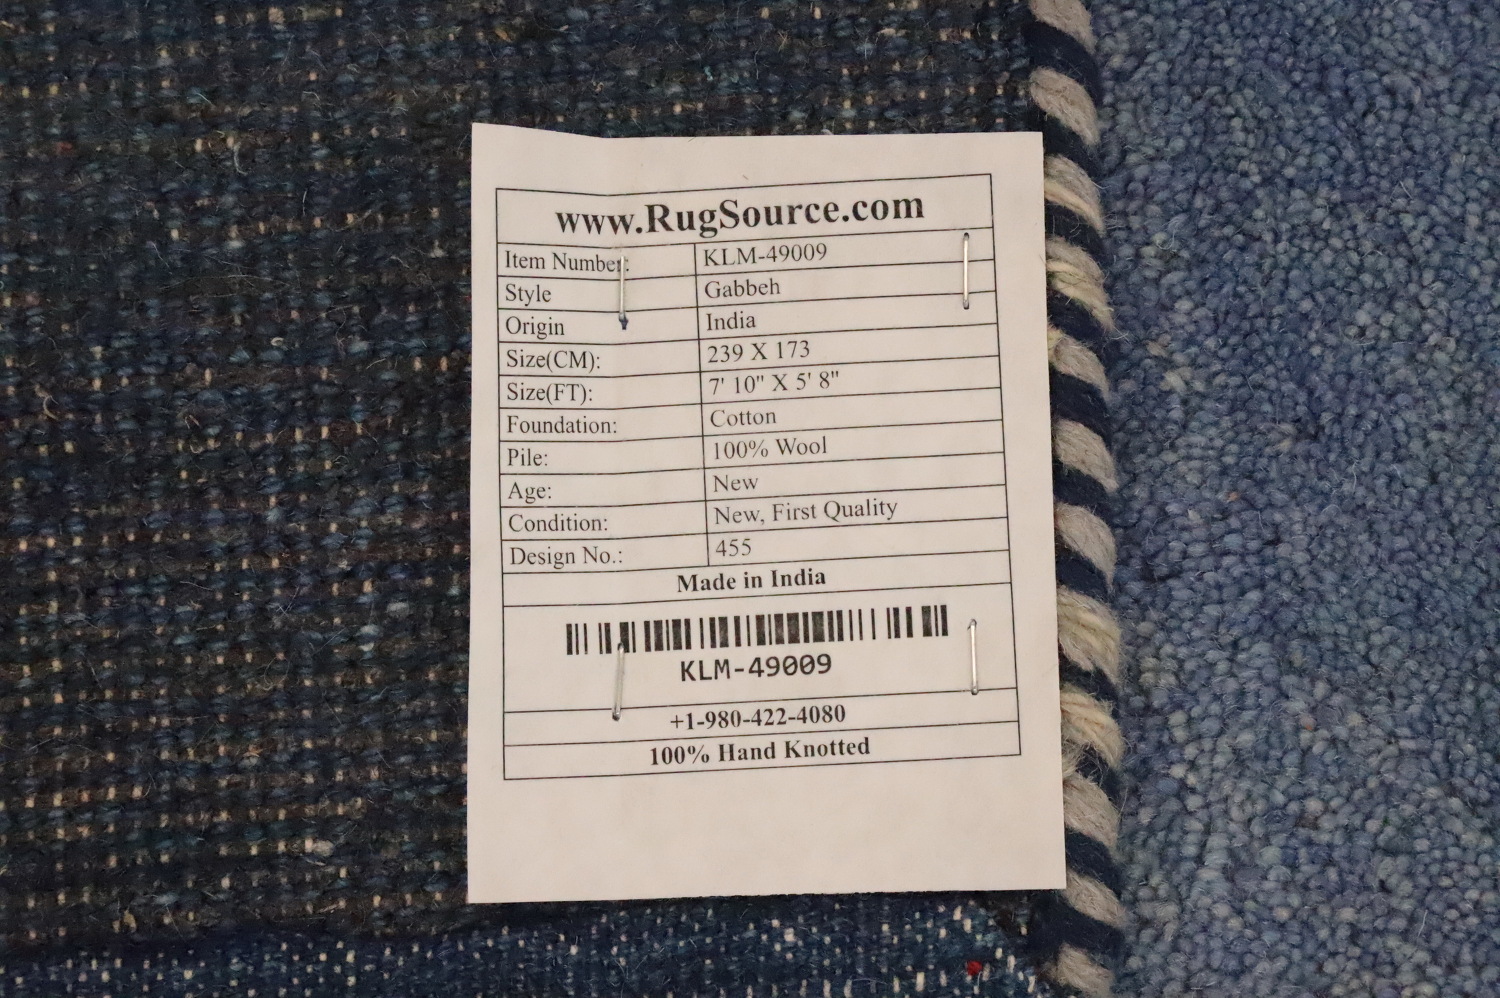 www.RugSource.com
Item Number: KLM-49009
Style Gabbeh
Origin India
Size(CM): 239 X 173
Size(FT): 7' 10" X 5' 8"
Foundation: Cotton
Pile: 100% Wool
Age: New
Condition: New, First Quality
Design No.: 455
Made in India
KLM-49009
+1-980-422-4080
100% Hand Knotted